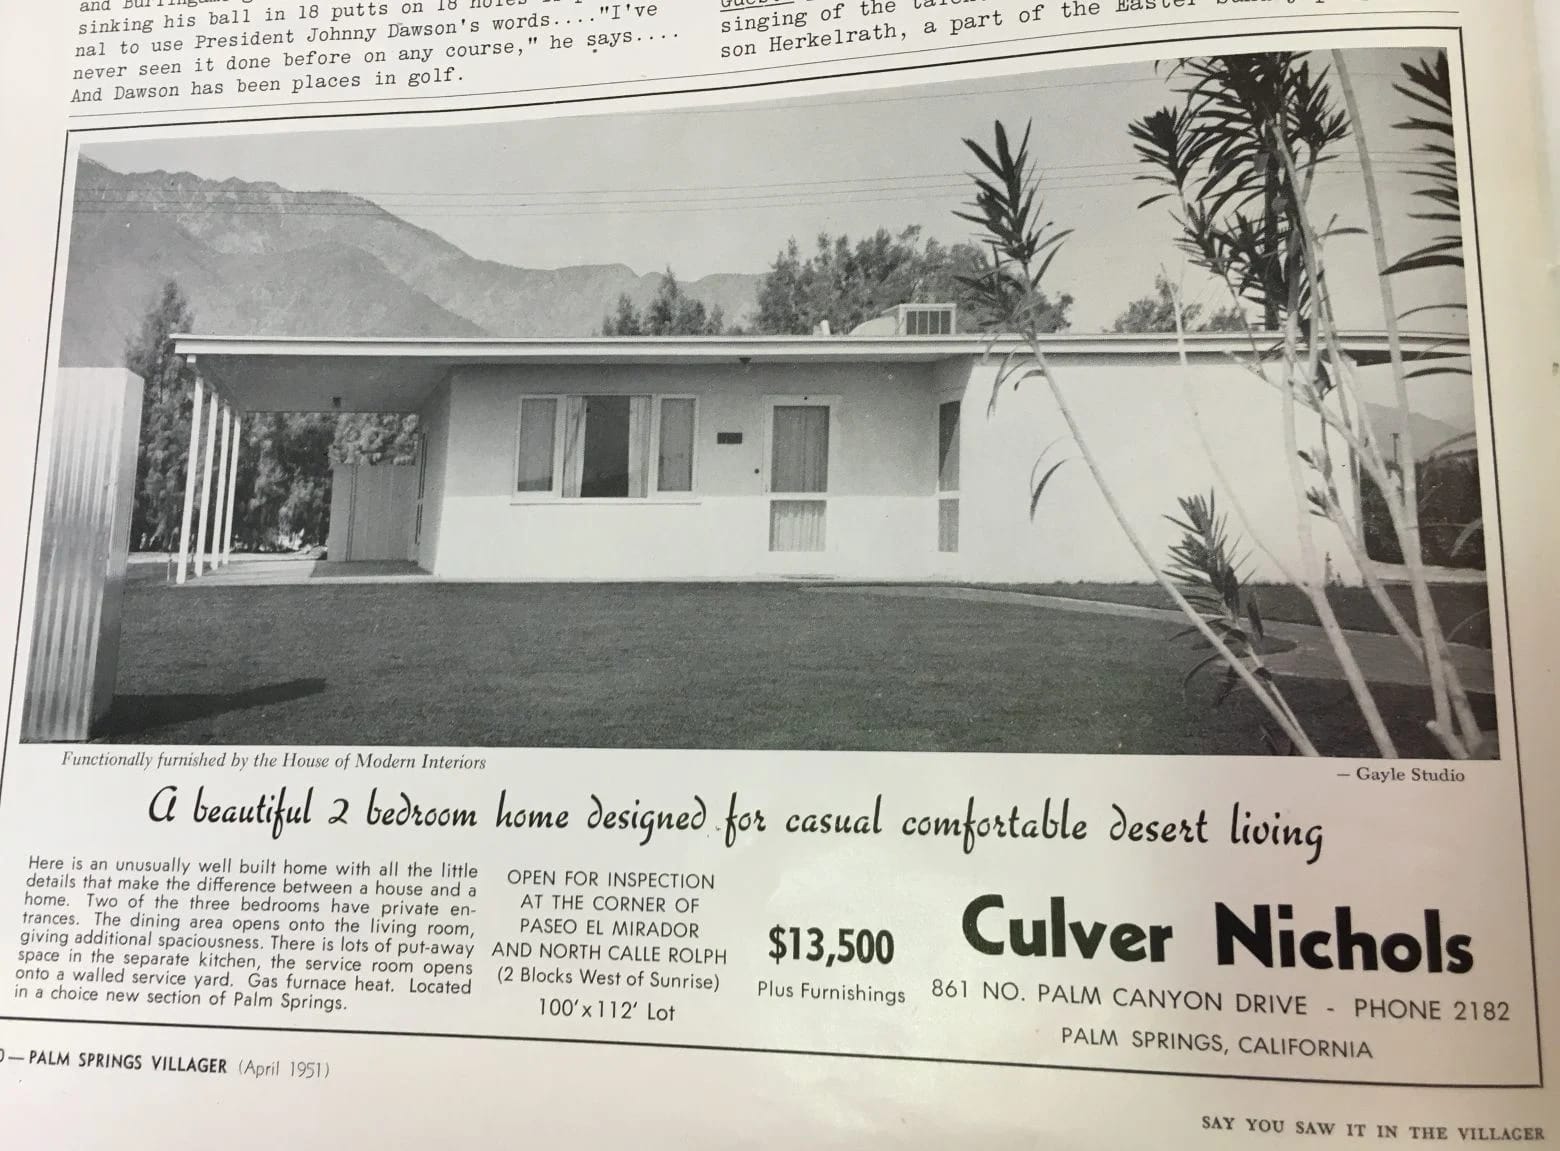 and
sinking his ball in 18 putts on 18
nal to use President Johnny Dawson's words...."I've
never seen it done before on any course," he says....
And Dawson has been places in golf.
singing of the
son Herkelrath, a part of the Easter
Functionally furnished by the House of Modern Interiors
— Gayle Studio
A beautiful 2 bedroom home designed for casual comfortable desert living
Here is an unusually well built home with all the little
details that make the difference between a house and a
home. Two of the three bedrooms have private en-
trances. The dining area opens onto the living room,
giving additional spaciousness. There is lots of put-away
space in the separate kitchen, the service room opens
onto a walled service yard. Gas furnace heat. Located
in a choice new section of Palm Springs.
OPEN FOR INSPECTION
AT THE CORNER OF
PASEO EL MIRADOR
AND NORTH CALLE ROLPH
(2 Blocks West of Sunrise)
100' x 112' Lot
$13,500
Plus Furnishings
Culver Nichols
861 NO. PALM CANYON DRIVE - PHONE 2182
PALM SPRINGS, CALIFORNIA
— PALM SPRINGS VILLAGER (April 1951)
SAY YOU SAW IT IN THE VILLAGER